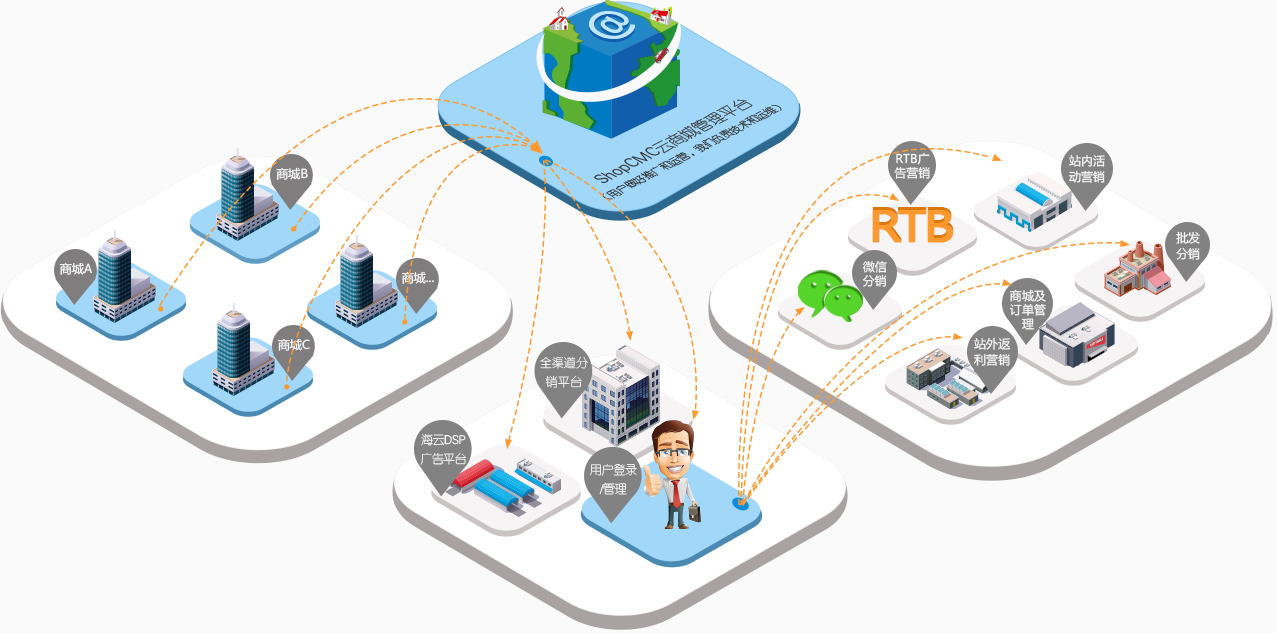 @
ShopCMC云商城管理平台
(用户做好推广和运营，我们负责技术和运维)
商城B
商城A
商城...
商城C
RTB广
告营销
站内活
动营销
RTB
批发
分销
微信
分销
商城及
订单管
理
站外返
利营销
全渠道分
销平台
海云DSP
广告平台
用户登录
/管理